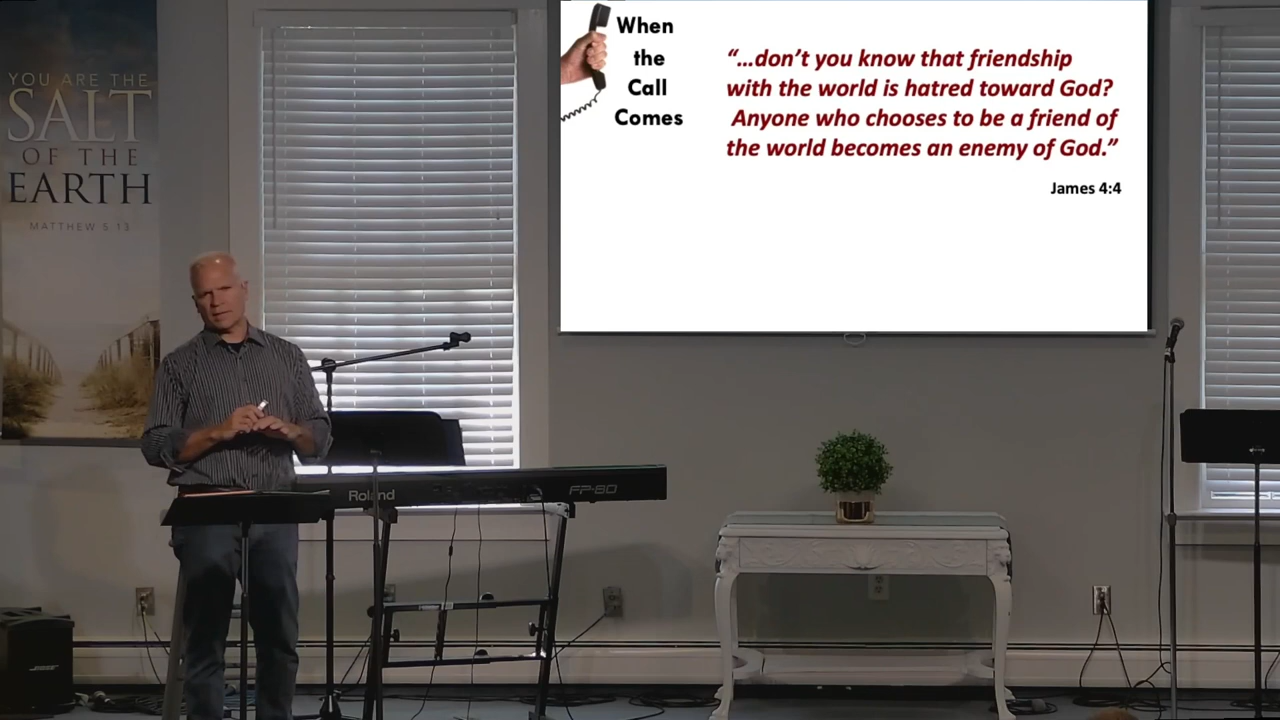 YOU ARE THE
SALT
OF THE
EARTH
MATTHEW 5:13
When
the
Call
Comes
“...don’t you know that friendship
with the world is hatred toward God?
Anyone who chooses to be a friend of
the world becomes an enemy of God.”
James 4:4
Roland
FP-80
BOSE